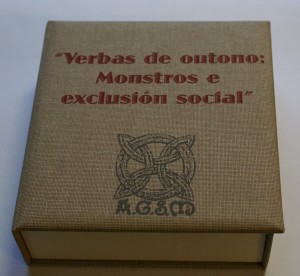 "Verbas de outono:
Monstros e
exclusión social"
A.G.S.M